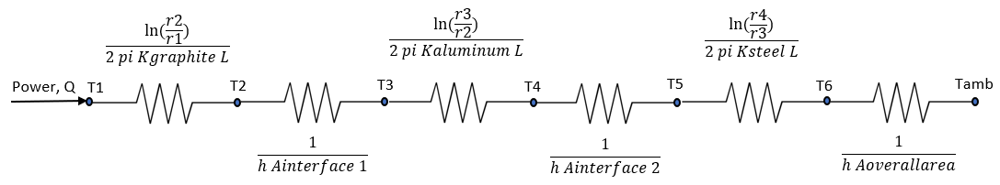 ln(r2/r1)
2 pi Kgraphite L
ln(r3/r2)
2 pi Kaluminum L
ln(r4/r3)
2 pi Ksteel L
Power, Q T1 T2 T3 T4 T5 T6 Tamb
1
h Ainterface 1
1
h Ainterface 2
1
h Aoverallarea